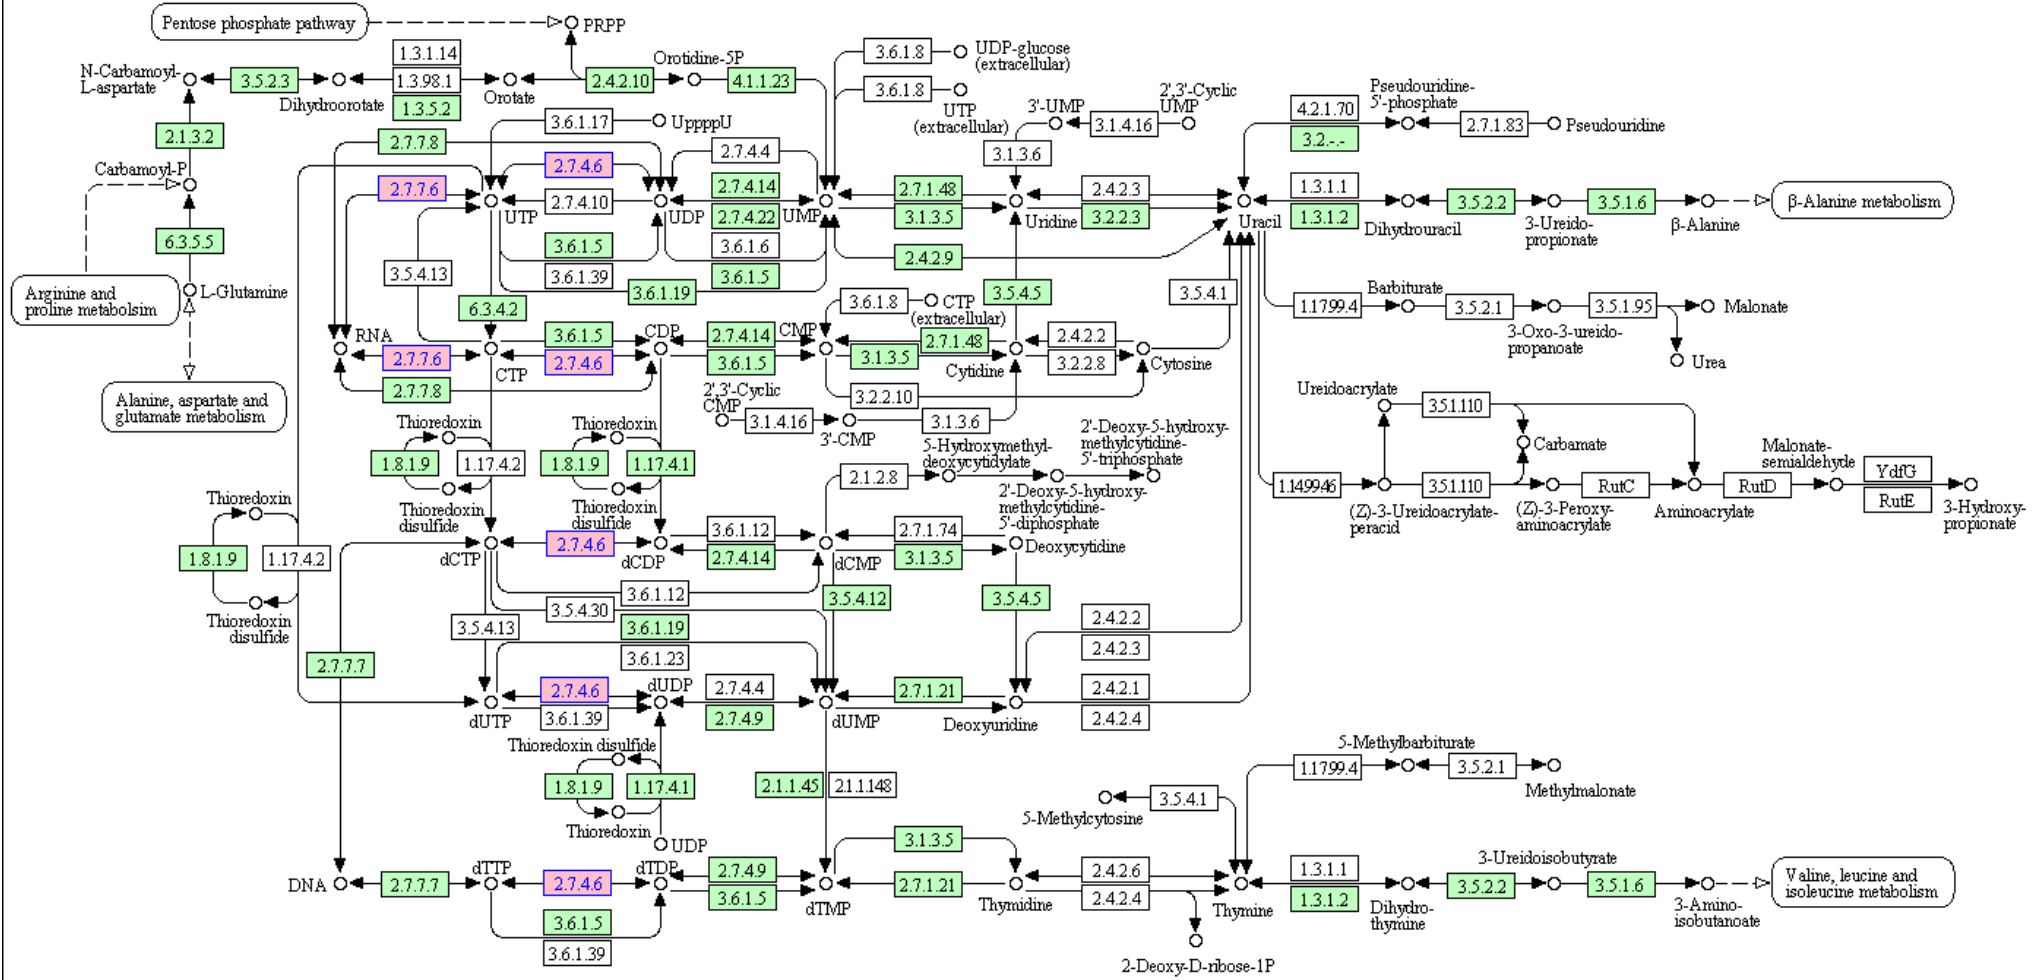 Pentose phosphate pathway
PRPP
1.3.1.14
Orotidine-5P
3.6.1.8
UDP-glucose
(extracellular)
N-Carbamoyl-
L-aspartate
3.5.2.3
Dihydroorotate
1.3.98.1
1.3.5.2
Orotate
2.4.2.10
4.1.1.23
3.6.1.8
UTP
(extracellular)
3'-UMP
2',3'-Cyclic
UMP
3.1.4.16
Pseudouridine-
5'-phosphate
4.2.1.70
3.2.-.-
2.7.1.83
Pseudouridine
2.1.3.2
3.6.1.17
UppppU
2.7.7.8
2.7.4.6
2.7.4.4
3.1.3.6
Carbamoyl-P
2.7.7.6
UTP
2.7.4.10
UDP
2.7.4.14
2.7.4.22
UMP
2.7.1.48
3.1.3.5
Uridine
2.4.2.3
3.2.2.3
Uracil
1.3.1.1
1.3.1.2
Dihydrouracil
3.5.2.2
3-Ureido-
propionate
3.5.1.6
β-Alanine
β-Alanine metabolism
6.3.5.5
3.6.1.5
3.6.1.39
3.6.1.6
3.6.1.5
2.4.2.9
3.5.4.13
3.6.1.19
Arginine and
proline metabolsim
L-Glutamine
6.3.4.2
3.6.1.8
CTP
(extracellular)
3.5.4.5
3.5.4.1
Barbiturate
1.1799.4
3.5.2.1
3-Oxo-3-ureido-
propanoate
3.5.1.95
Malonate
Urea
RNA
2.7.7.6
CTP
3.6.1.5
2.7.4.6
CDP
2.7.4.14
3.6.1.5
CMP
2.7.1.48
3.1.3.5
Cytidine
2.4.2.2
3.2.2.8
Cytosine
2.7.7.8
Alanine, aspartate and
glutamate metabolism
2',3'-Cyclic
CMP
3.1.4.16
3'-CMP
3.2.2.10
3.1.3.6
Ureidoacrylate
3.5.1.110
Carbamate
Thioredoxin
1.8.1.9
1.17.4.2
Thioredoxin
disulfide
Thioredoxin
1.8.1.9
1.17.4.1
Thioredoxin
disulfide
5-Hydroxymethyl-
deoxycytidylate
2.1.2.8
2'-Deoxy-5-hydroxy-
methylcytidine-
5'-triphosphate
2'-Deoxy-5-hydroxy-
methylcytidine-
5'-diphosphate
1.149946
(Z)-3-Ureidoacrylate-
peracid
3.5.1.110
(Z)-3-Peroxy-
aminoacrylate
RutC
Aminoacrylate
RutD
Malonate-
semialdehyde
YdfG
RutE
3-Hydroxy-
propionate
Thioredoxin
1.8.1.9
1.17.4.2
Thioredoxin
disulfide
dCTP
2.7.4.6
dCDP
3.6.1.12
2.7.4.14
dCMP
2.7.1.74
3.1.3.5
Deoxycytidine
3.6.1.12
3.5.4.30
3.5.4.12
3.5.4.5
3.5.4.13
3.6.1.19
3.6.1.23
2.4.2.2
2.4.2.3
2.7.7.7
dUTP
2.7.4.6
3.6.1.39
dUDP
2.7.4.4
2.7.4.9
dUMP
2.7.1.21
Deoxyuridine
2.4.2.1
2.4.2.4
Thioredoxin disulfide
1.8.1.9
1.17.4.1
Thioredoxin
UDP
2.1.1.45
2.1.1.148
5-Methylcytosine
3.5.4.1
5-Methylbarbiturate
1.1799.4
3.5.2.1
Methylmalonate
DNA
2.7.7.7
dTTP
2.7.4.6
3.6.1.5
3.6.1.39
dTDP
2.7.4.9
3.6.1.5
dTMP
3.1.3.5
2.7.1.21
Thymidine
2.4.2.6
2.4.2.4
2-Deoxy-D-ribose-1P
Thymine
1.3.1.1
1.3.1.2
Dihydro-
thymine
3.5.2.2
3-Ureidoisobutyrate
3.5.1.6
3-Amino-
isobutanoate
Valine, leucine and
isoleucine metabolism